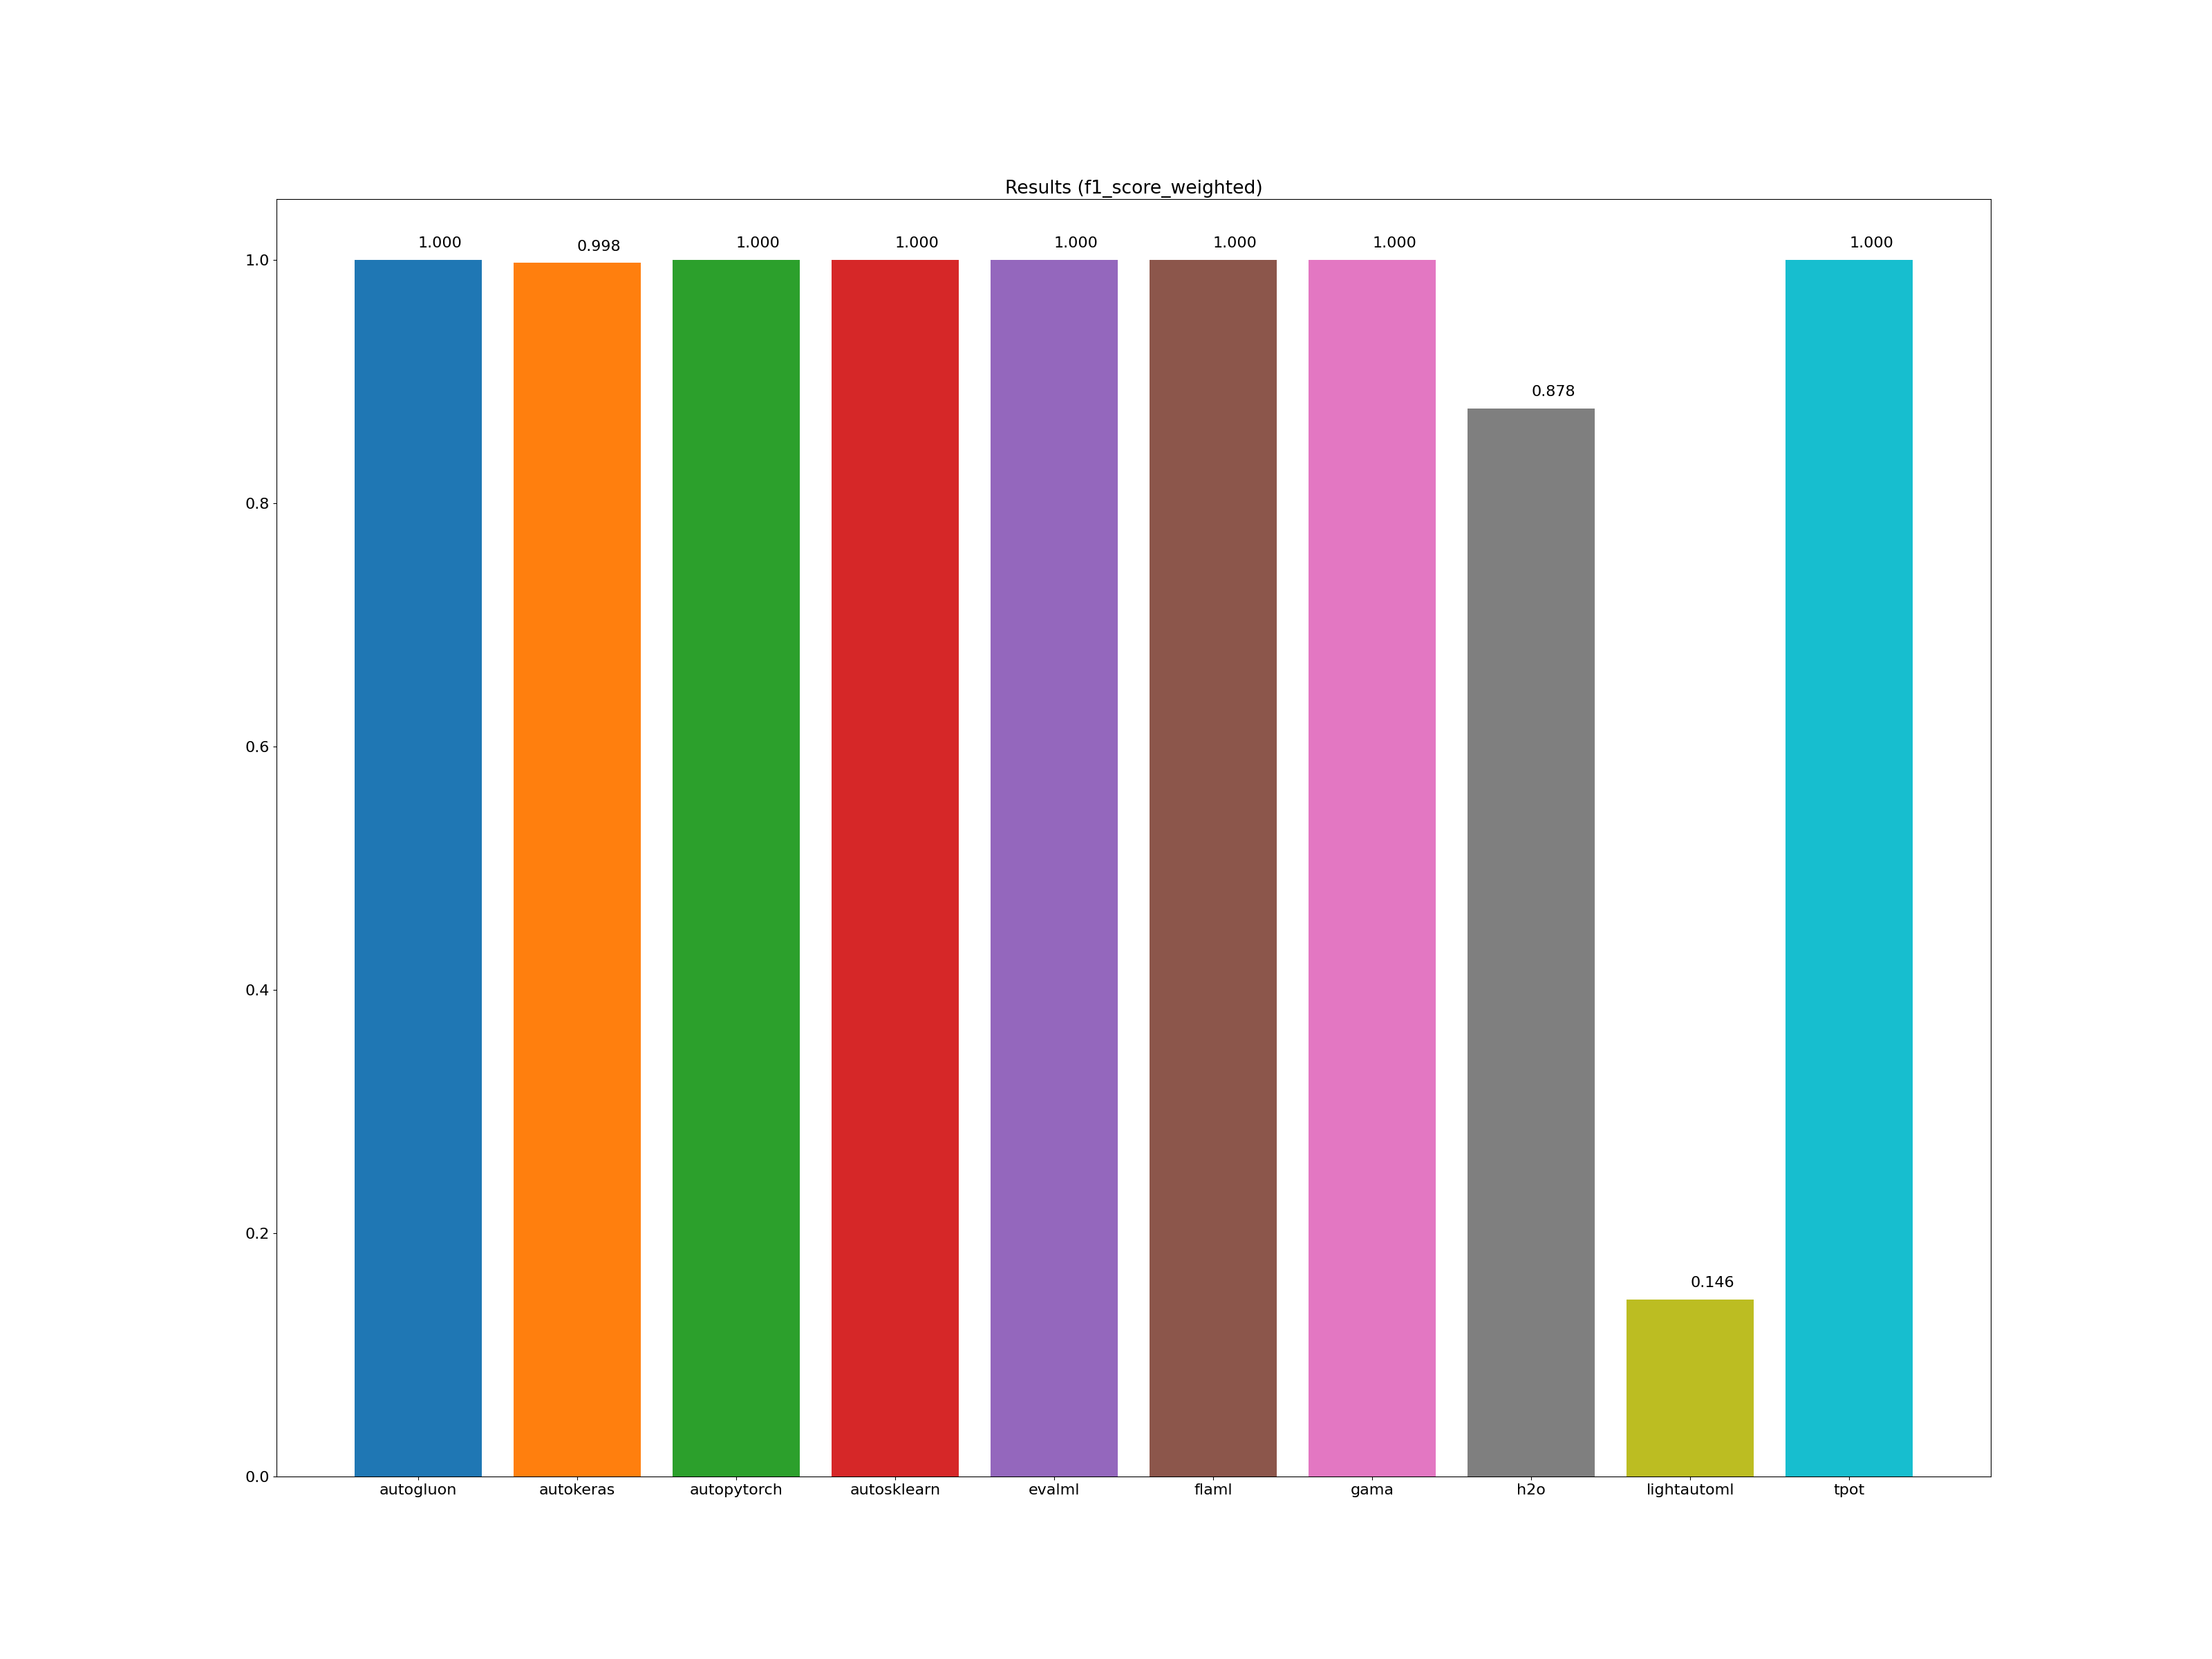 Results (f1_score_weighted)
1.000
0.998
1.000
1.000
1.000
1.000
1.000
0.878
0.146
1.000
1.0
0.8
0.6
0.4
0.2
0.0
autogluon
autokeras
autopytorch
autosklearn
evalml
flaml
gama
h2o
lightautoml
tpot